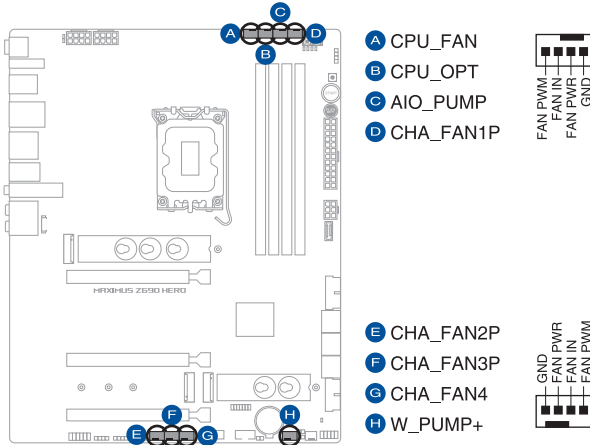 C
A
D
B
A CPU_FAN
B CPU_OPT
C AIO_PUMP
D CHA_FAN1P
FAN PWM
FAN IN
FAN PWR
GND
MAXIMUS Z690 HERO
E CHA_FAN2P
F CHA_FAN3P
G CHA_FAN4
H W_PUMP+
GND
FAN PWR
FAN IN
FAN PWM
F
H
E
G